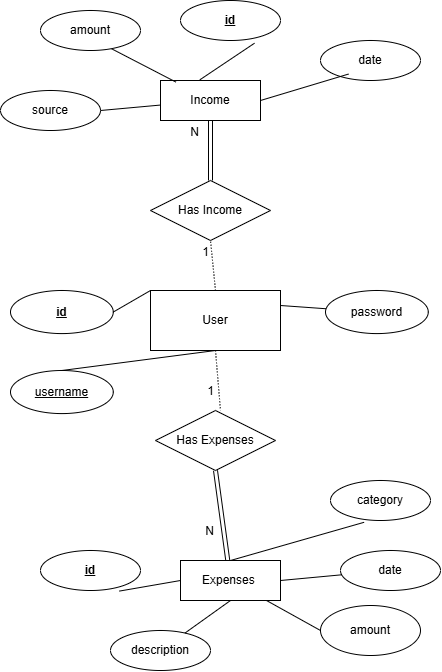 id
amount
date
Income
source
N
Has Income
1
id
User
password
username
1
Has Expenses
category
N
id
Expenses
date
amount
description